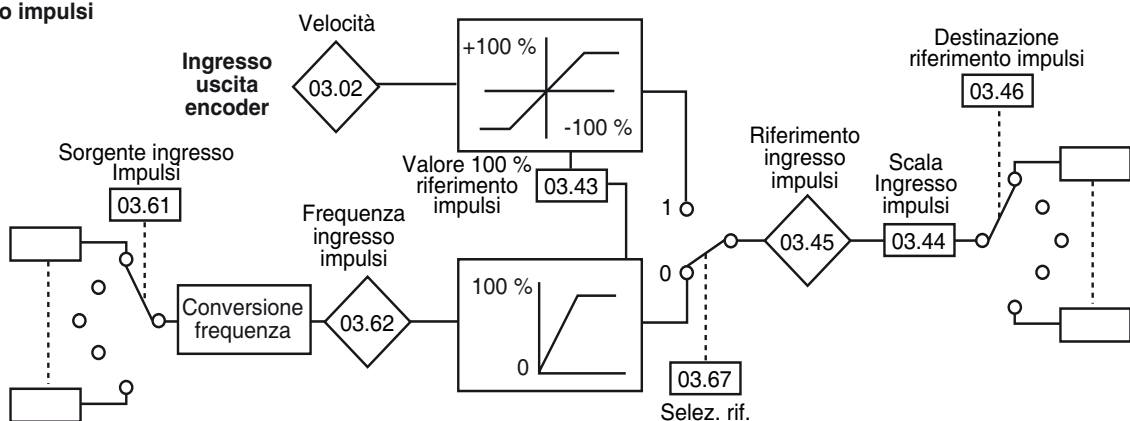 o impulsi
Velocità
Ingresso
uscita
encoder
03.02
+100 %
-100 %
Destinazione
riferimento impulsi
03.46
Sorgente ingresso
Impulsi
03.61
Valore 100 %
riferimento
impulsi
03.43
Riferimento
ingresso
impulsi
03.45
Scala
Ingresso
impulsi
03.44
1
0
Frequenza
ingresso
impulsi
03.62
Conversione
frequenza
100 %
0
03.67
Selez. rif.